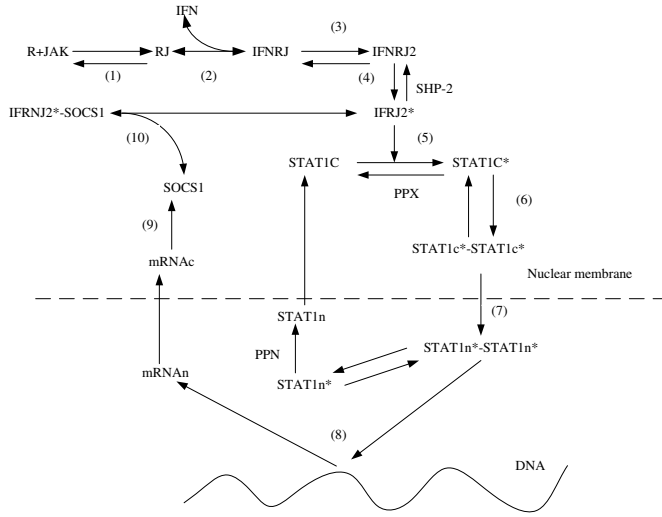 IFN
(3)
R+JAK RJ IFNRJ IFNRJ2
(1) (2) (4)
SHP-2
IFRNJ2*-SOCS1 IFRJ2*
(10) (5)
STAT1C STAT1C*
SOCS1 PPX
(6)
(9)
STAT1c*-STAT1c*
mRNAc
Nuclear membrane
STAT1n (7)
PPN STAT1n*-STAT1n*
mRNAn STAT1n*
(8)
DNA